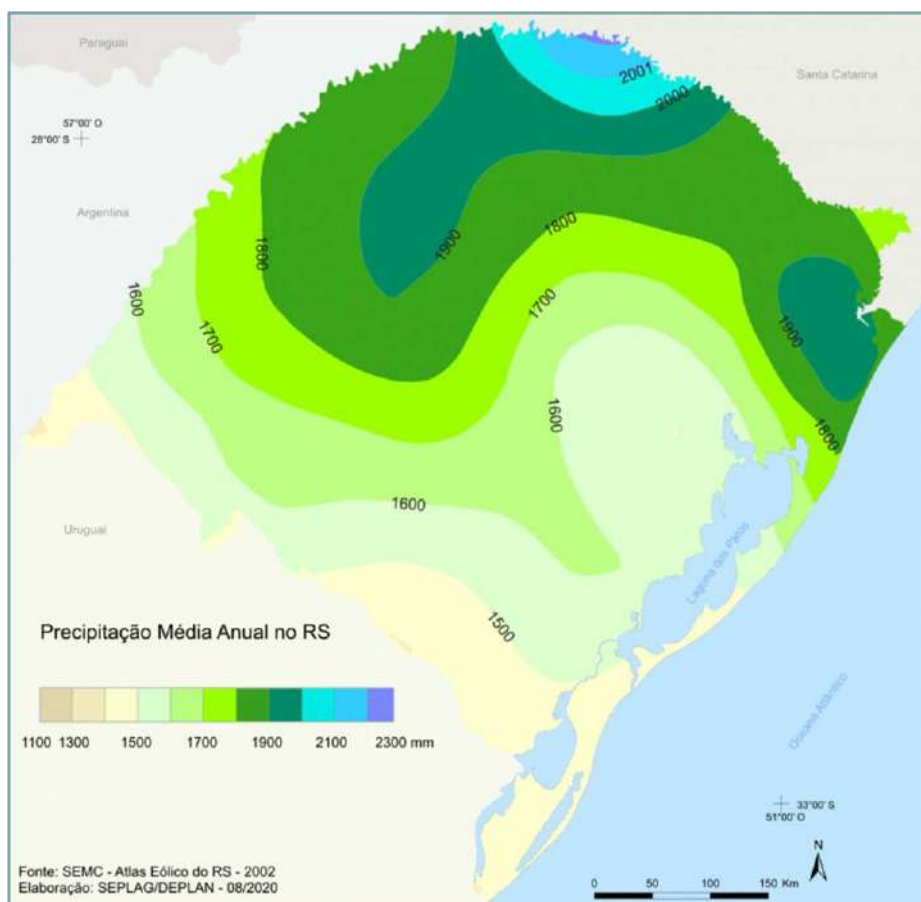 Paraguai
Santa Catarina
2001
2000
57°00' O
28°00' S
Argentina
1900
1800
1800
1600
1700
1700
1900
1600
1800
1600
Uruguai
Laguna dos Patos
1500
Precipitação Média Anual no RS
1100 1300 1500 1700 1900 2100 2300 mm
Oceano Atlântico
33°00' S
51°00' O
N
Fonte: SEMC - Atlas Eólico do RS - 2002
Elaboração: SEPLAG/DEPLAN - 08/2020
0 50 100 150 Km